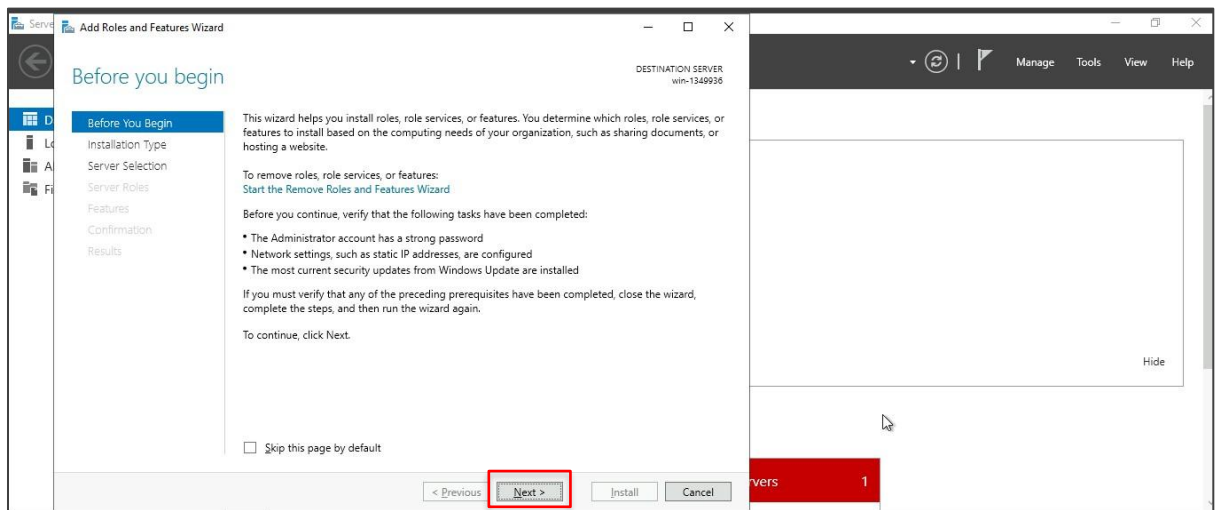 Serve
Add Roles and Features Wizard
Manage Tools View Help
Before you begin
DESTINATION SERVER
win-1349936
Before You Begin
Installation Type
Server Selection
Server Roles
Features
Confirmation
Results
This wizard helps you install roles, role services, or features. You determine which roles, role services, or
features to install based on the computing needs of your organization, such as sharing documents, or
hosting a website.
To remove roles, role services, or features:
Start the Remove Roles and Features Wizard
Before you continue, verify that the following tasks have been completed:
• The Administrator account has a strong password
• Network settings, such as static IP addresses, are configured
• The most current security updates from Windows Update are installed
If you must verify that any of the preceding prerequisites have been completed, close the wizard,
complete the steps, and then run the wizard again.
To continue, click Next.
Skip this page by default
< Previous Next > Install Cancel
D
Lo
A
Fi
Hide
rvers 1